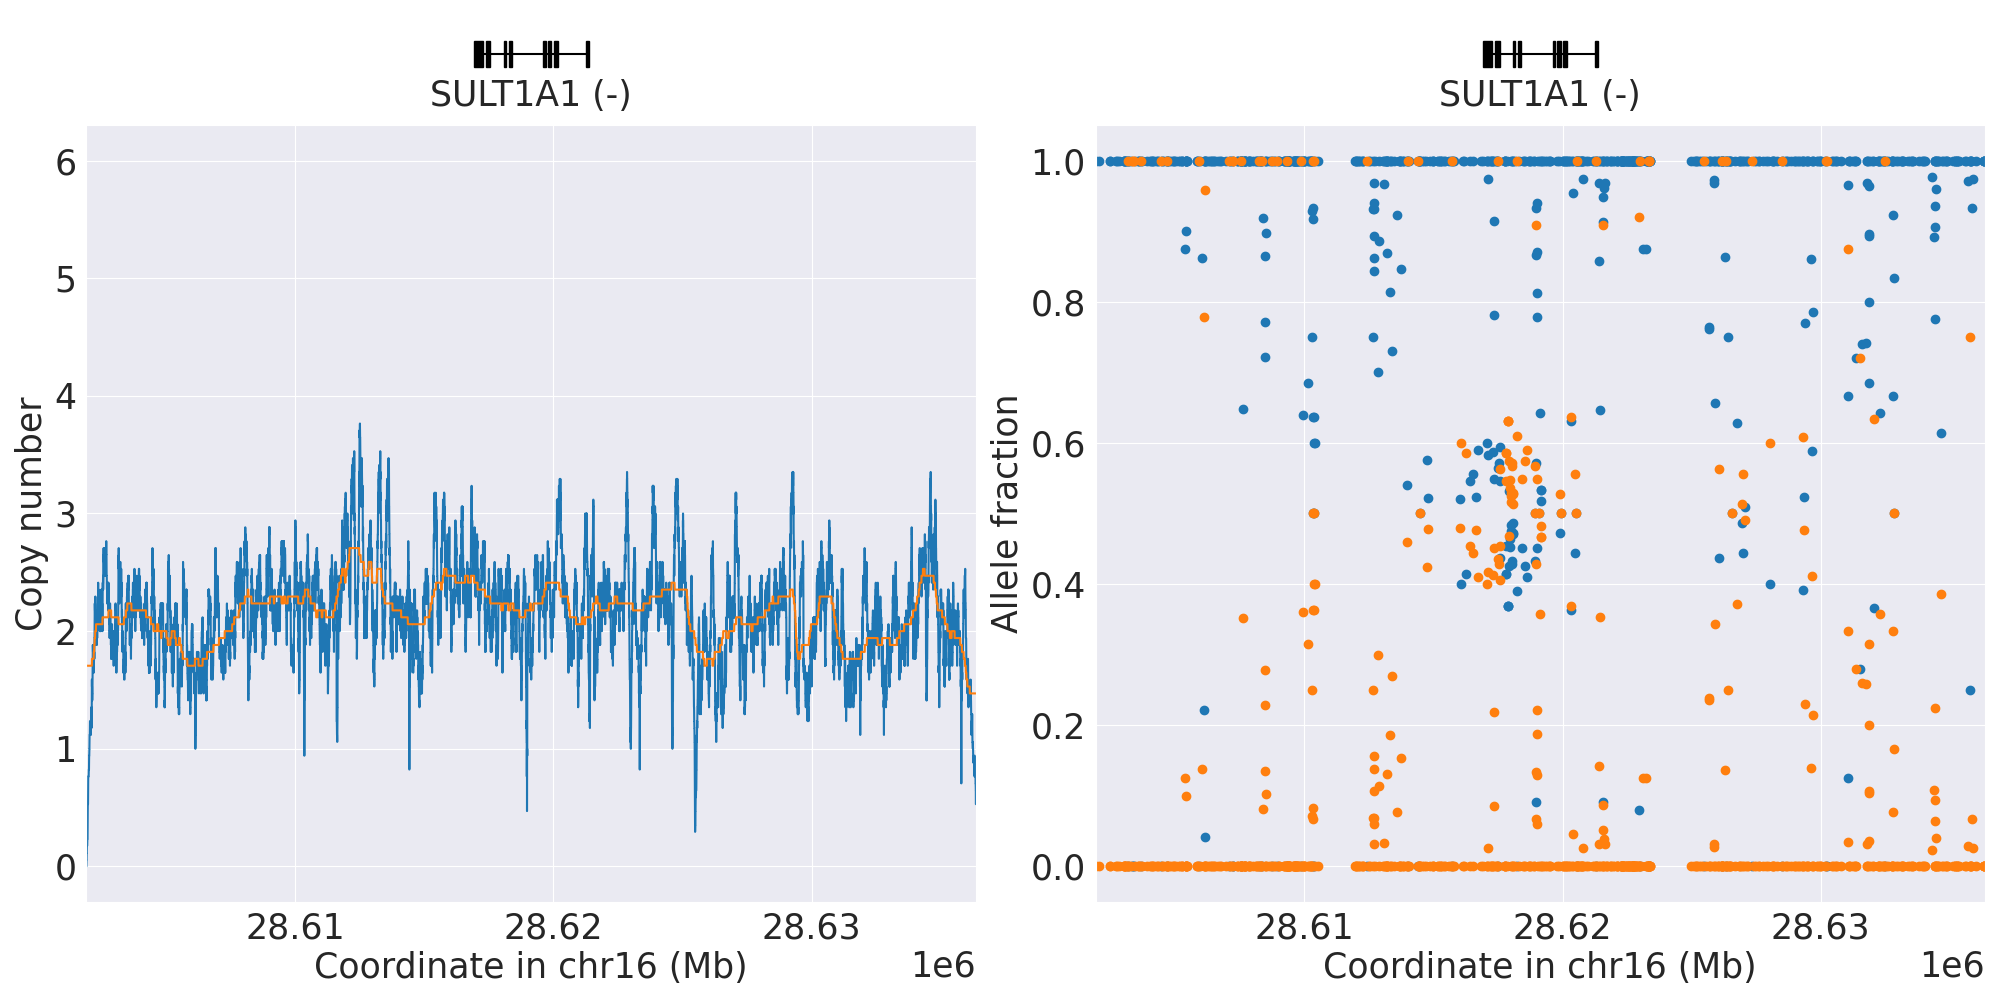 SULT1A1 (-)
6
5
4
3
2
1
0
Copy number
28.61
28.62
28.63
Coordinate in chr16 (Mb)
1e6
SULT1A1 (-)
1.0
0.8
0.6
0.4
0.2
0.0
Allele fraction
28.61
28.62
28.63
Coordinate in chr16 (Mb)
1e6